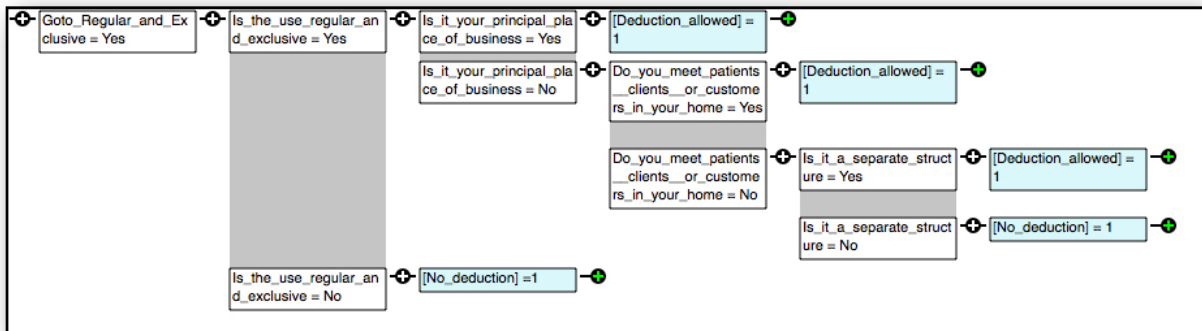 Goto_Regular_and_Ex
clusive = Yes
Is_the_use_regular_an
d_exclusive = Yes
Is_it_your_principal_pla
ce_of_business = Yes
[Deduction_allowed] =
1
Is_it_your_principal_pla
ce_of_business = No
Do_you_meet_patients
__clients__or_custome
rs_in_your_home = Yes
[Deduction_allowed] =
1
Do_you_meet_patients
__clients__or_custome
rs_in_your_home = No
Is_it_a_separate_struct
ure = Yes
[Deduction_allowed] =
1
Is_it_a_separate_struct
ure = No
[No_deduction] = 1
Is_the_use_regular_an
d_exclusive = No
[No_deduction] =1